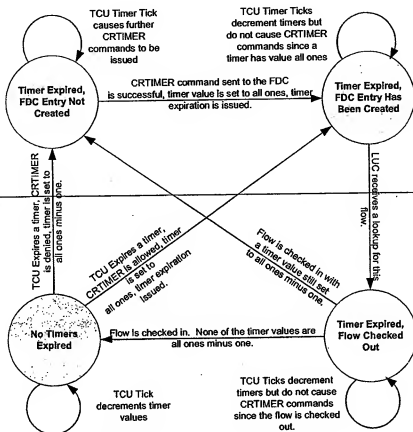 TCU Timer Tick
causes further
CRTIMER
commands to be
issued
TCU Timer Ticks
decrement timers but
do not cause CRTIMER
commands since a
timer has value all ones
Timer Expired,
FDC Entry Not
Created
CRTIMER command sent to the FDC
is successful, timer value is set to all ones, timer
expiration is issued.
Timer Expired,
FDC Entry Has
Been Created
TCU Expires a timer, CRTIMER
is denied, timer is set to
all ones minus one.
TCU Expires a timer,
CRTIMER is allowed, timer
is set to
all ones, timer expiration
issued.
Flow is checked in with
a timer value still set
to all ones minus one.
LUC receives a lookup for this
flow.
No Timers
Expired
Flow is checked in. None of the timer values are
all ones minus one.
Timer Expired,
Flow Checked
Out
TCU Tick
decrements timer
values
TCU Ticks decrement
timers but do not cause
CRTIMER commands
since the flow is checked
out.